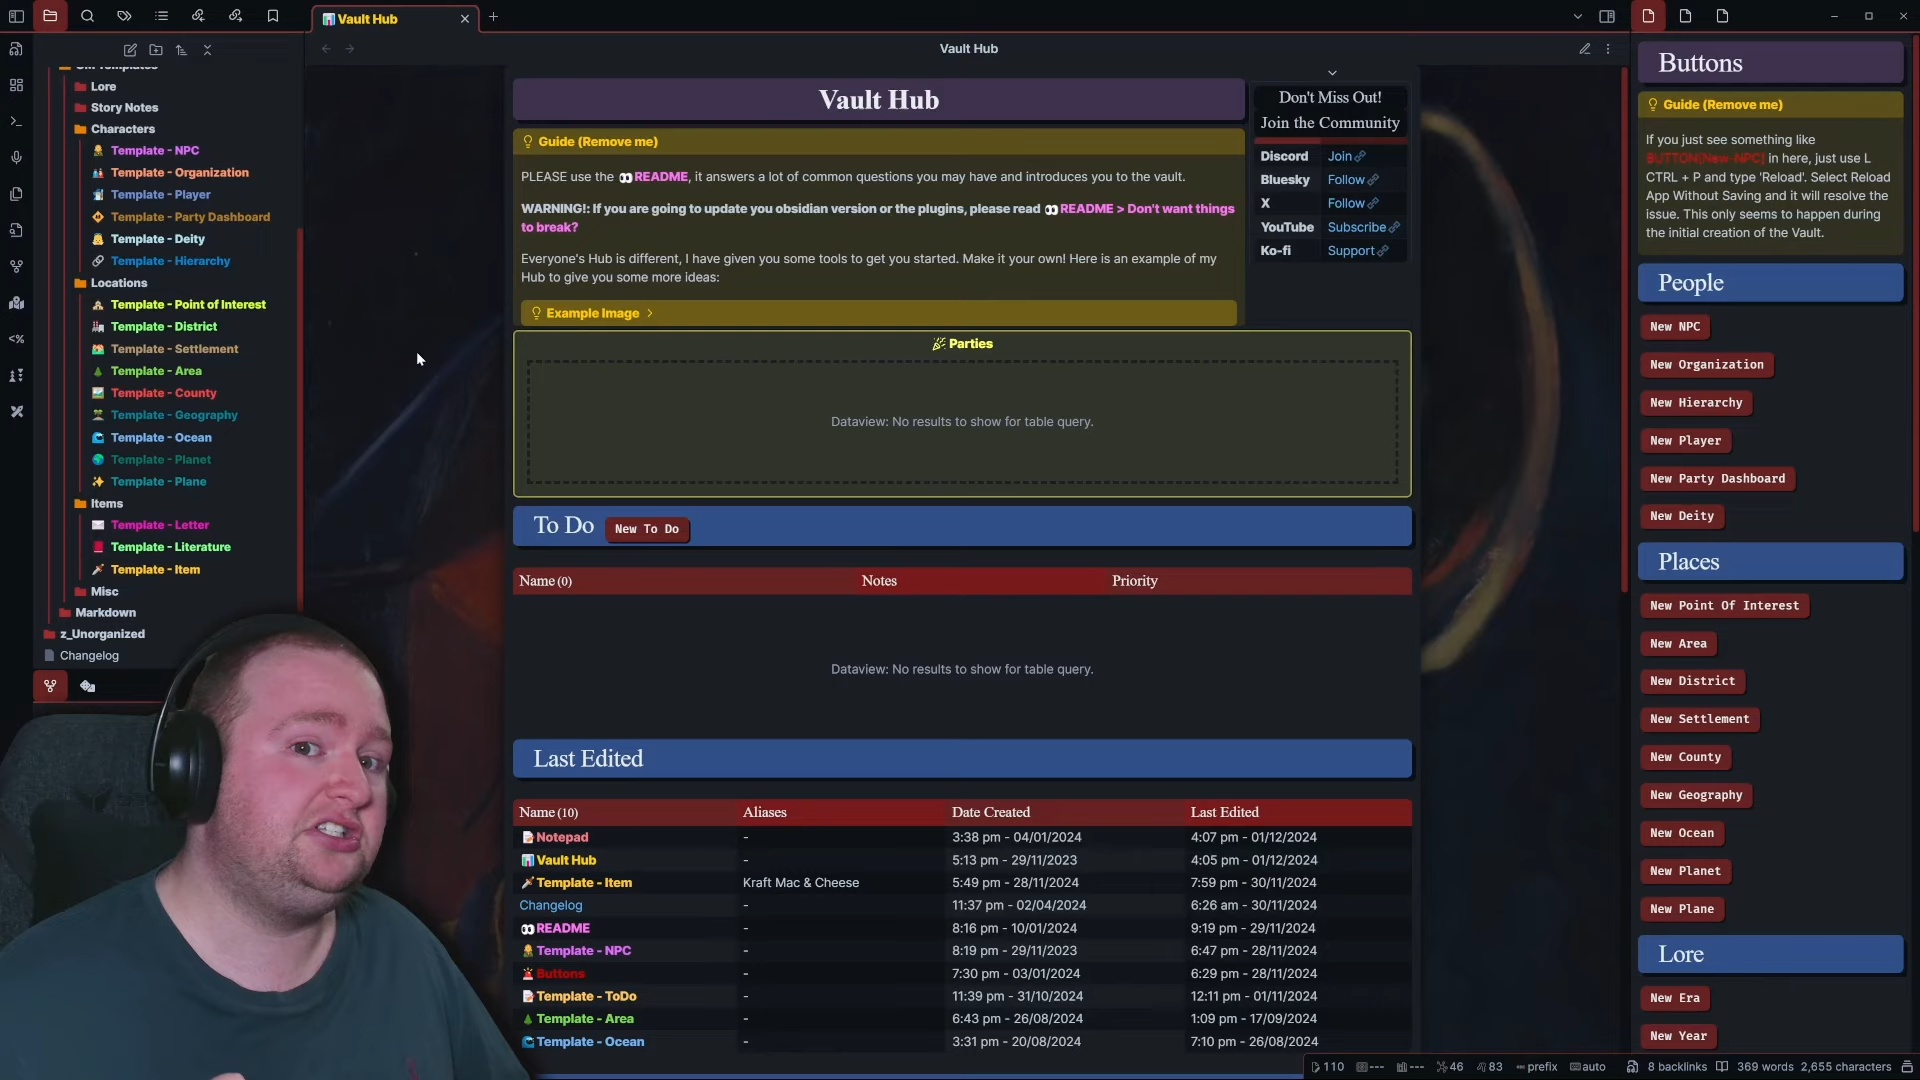 Vault Hub
Vault Hub
Lore
Story Notes
Characters
Template - NPC
Template - Organization
Template - Player
Template - Party Dashboard
Template - Deity
Template - Hierarchy
Locations
Template - Point of Interest
Template - District
Template - Settlement
Template - Area
Template - County
Template - Geography
Template - Ocean
Template - Planet
Template - Plane
Items
Template - Letter
Template - Literature
Template - Item
Misc
Markdown
z_Unorganized
Changelog
Vault Hub
Guide (Remove me)
PLEASE use the README, it answers a lot of common questions you may have and introduces you to the vault.
WARNING!: If you are going to update you obsidian version or the plugins, please read README > Don't want things
to break?
Everyone's Hub is different, I have given you some tools to get you started. Make it your own! Here is an example of my
Hub to give you some more ideas:
Example Image >
Don't Miss Out!
Join the Community
Discord Join
Bluesky Follow
X Follow
YouTube Subscribe
Ko-fi Support
Parties
Dataview: No results to show for table query.
To Do New To Do
Name (0) Notes Priority
Dataview: No results to show for table query.
Last Edited
Name (10) Aliases Date Created Last Edited
Notepad - 3:38 pm - 04/01/2024 4:07 pm - 01/12/2024
Vault Hub - 5:13 pm - 29/11/2023 4:05 pm - 01/12/2024
Template - Item Kraft Mac & Cheese 5:49 pm - 28/11/2024 7:59 pm - 30/11/2024
Changelog - 11:37 pm - 02/04/2024 6:26 am - 30/11/2024
README - 8:16 pm - 10/01/2024 9:19 pm - 29/11/2024
Template - NPC - 8:19 pm - 29/11/2023 6:47 pm - 28/11/2024
Buttons - 7:30 pm - 03/01/2024 6:29 pm - 28/11/2024
Template - ToDo - 11:39 pm - 31/10/2024 12:11 pm - 01/11/2024
Template - Area - 6:43 pm - 26/08/2024 1:09 pm - 17/09/2024
Template - Ocean - 3:31 pm - 20/08/2024 7:10 pm - 26/08/2024
Buttons
Guide (Remove me)
If you just see something like
BUTTON[New-NPC] in here, just use L
CTRL + P and type 'Reload'. Select Reload
App Without Saving and it will resolve the
issue. This only seems to happen during
the initial creation of the Vault.
People
New NPC
New Organization
New Hierarchy
New Player
New Party Dashboard
New Deity
Places
New Point Of Interest
New Area
New District
New Settlement
New County
New Geography
New Ocean
New Planet
New Plane
Lore
New Era
New Year
110 --- --- 46 83 prefix auto 8 backlinks 369 words 2,655 characters